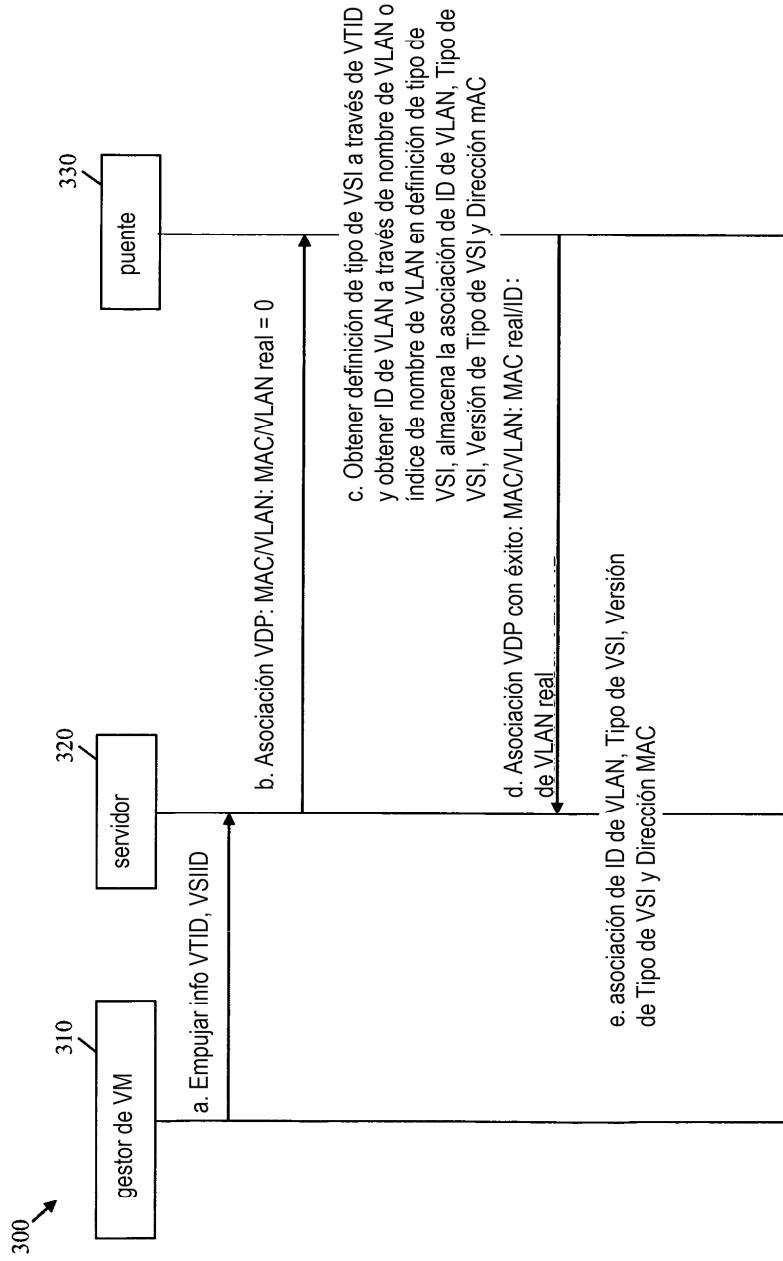 300
310
gestor de VM
320
servidor
330
puente
a. Empujar info VTID, VSIID
b. Asociación VDP: MAC/VLAN: MAC/VLAN real = 0
c. Obtener definición de tipo de VSI a través de VTID
y obtener ID de VLAN a través de nombre de VLAN o
índice de nombre de VLAN en definición de tipo de
VSI, almacena la asociación de ID de VLAN, Tipo de
VSI, Versión de Tipo de VSI y Dirección mAC
d. Asociación VDP con éxito: MAC/VLAN: MAC real/ID:
de VLAN real
e. asociación de ID de VLAN, Tipo de VSI, Versión
de Tipo de VSI y Dirección MAC